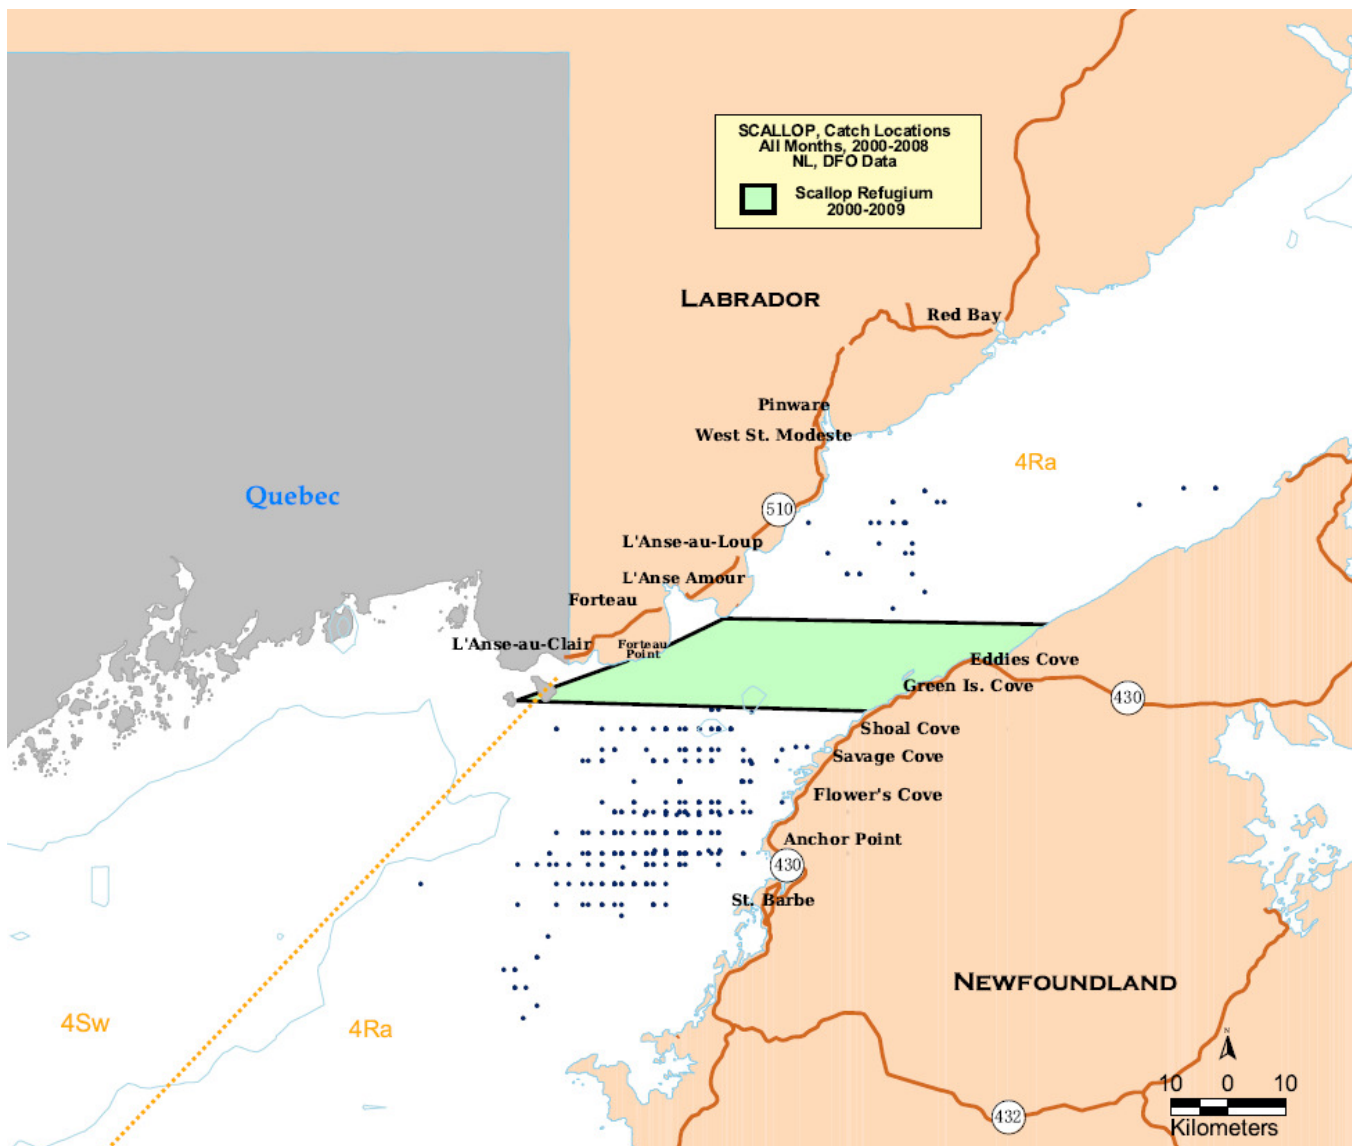 SCALLOP, Catch Locations
All Months, 2000-2008
NL, DFO Data
Scallop Refugium
2000-2009
LABRADOR
Red Bay
Pinware
West St. Modeste
4Ra
Quebec
510
L'Anse-au-Loup
L'Anse Amour
Forteau
L'Anse-au-Clair
Forteau
Point
Eddies Cove
Green Is. Cove
430
Shoal Cove
Savage Cove
Flower's Cove
Anchor Point
430
St. Barbe
NEWFOUNDLAND
4Sw
4Ra
N
10 0 10
Kilometers
432